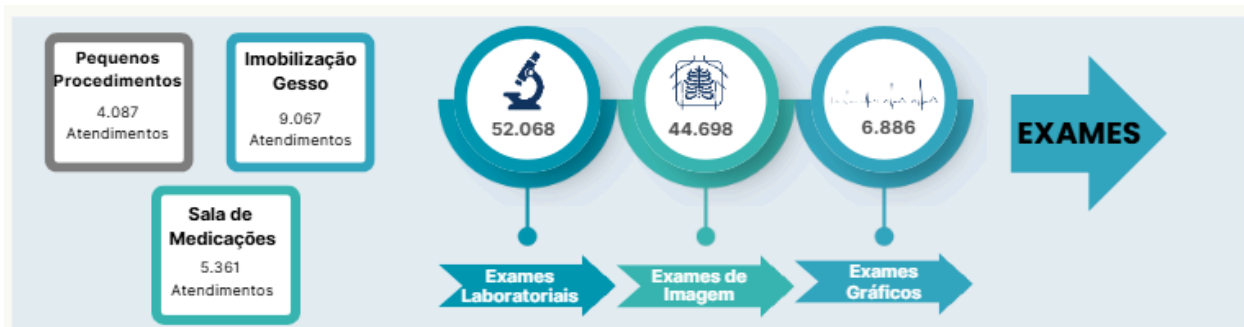 Pequenos
Procedimentos
4.087
Atendimentos
Imobilização
Gesso
9.067
Atendimentos
Sala de
Medicações
5.361
Atendimentos
52.068
44.698
6.886
EXAMES
Exames
Laboratoriais
Exames de
Imagem
Exames
Gráficos